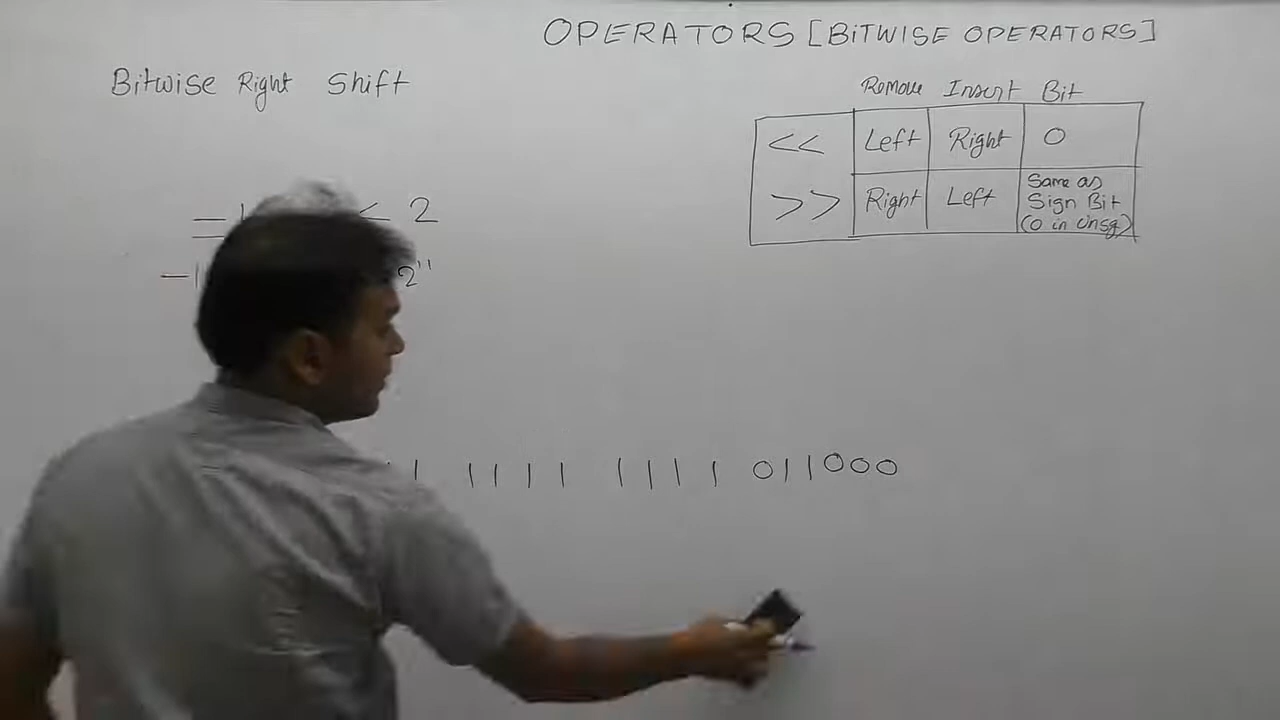 OPERATORS [BITWISE OPERATORS]
Bitwise Right Shift
Remove Insert Bit
<< Left Right 0
>> Right Left Same as
Sign Bit
(0 in Unsg)
< 2
2"
1111 1111 011000